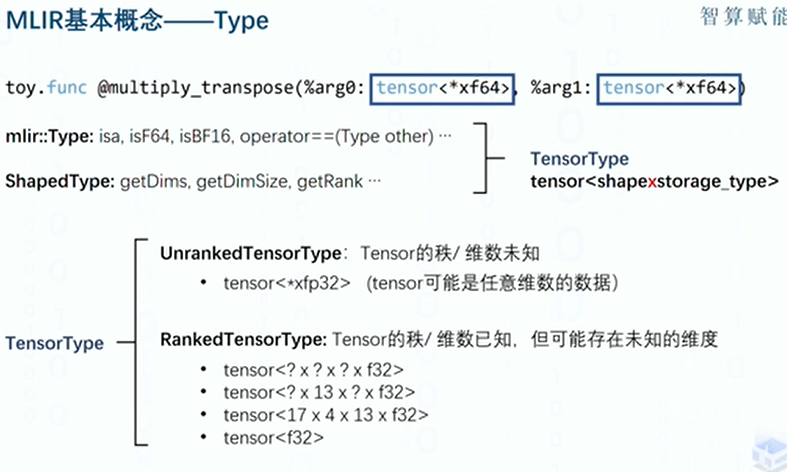 MLIR基本概念——Type
智算赋能
toy.func @multiply_transpose(%arg0: tensor<*xf64>, %arg1: tensor<*xf64>)
mlir::Type: isa, isF64, isBF16, operator==(Type other) ···
ShapedType: getDims, getDimSize, getRank ···
TensorType
tensor<shapexstorage_type>
UnrankedTensorType：Tensor的秩/ 维数未知
• tensor<*xfp32> (tensor可能是任意维数的数据)
TensorType
RankedTensorType: Tensor的秩/ 维数已知，但可能存在未知的维度
• tensor<? x ? x ? x f32>
• tensor<? x 13 x ? x f32>
• tensor<17 x 4 x 13 x f32>
• tensor<f32>